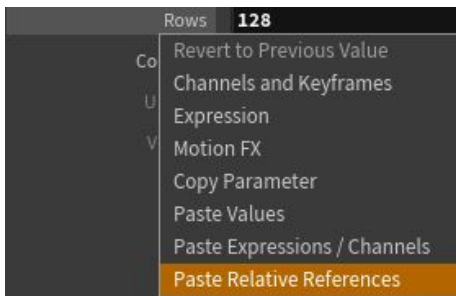 Rows 128
Revert to Previous Value
Co
Channels and Keyframes
U
Expression
V
Motion FX
Copy Parameter
Paste Values
Paste Expressions / Channels
Paste Relative References